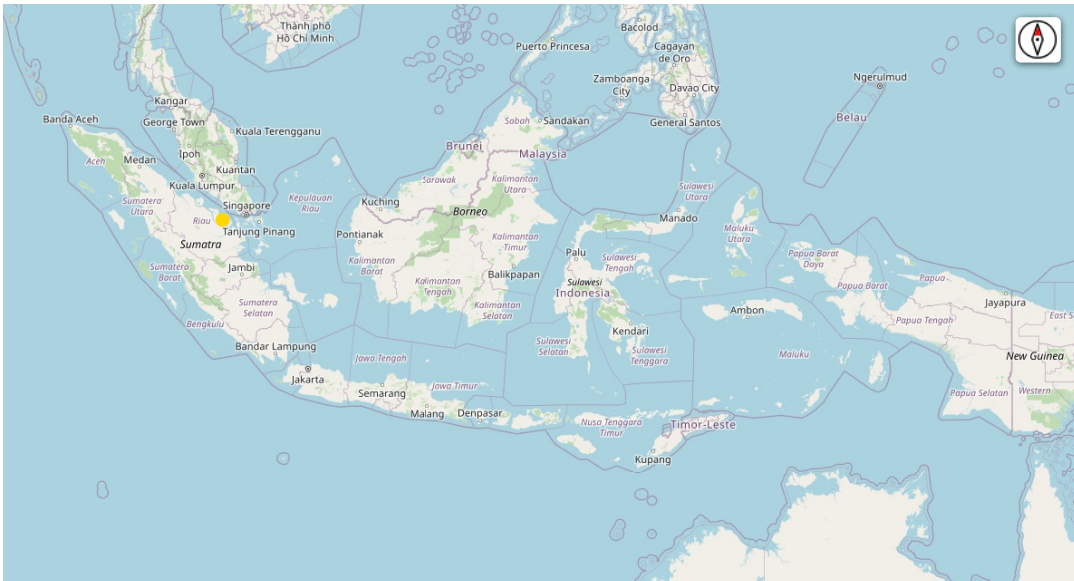 Thành phố
Hồ Chí Minh
Bacolod
Puerto Princesa
Cagayan
de Oro
Zamboanga
City
Davao City
Ngerulmud
Kangar
Banda Aceh
George Town
Kuala Terengganu
Sabah
Sandakan
General Santos
Belau
Ipoh
Brunei
Malaysia
Aceh
Medan
Kuantan
Kuala Lumpur
Sarawak
Kalimantan
Utara
Sulawesi
Utara
Sumatera
Utara
Singapore
Kepulauan
Riau
Kuching
Borneo
Manado
Riau
Tanjung Pinang
Pontianak
Maluku
Utara
Sumatra
Kalimantan
Timur
Palu
Papua Barat
Daya
Sumatera
Barat
Jambi
Kalimantan
Barat
Sulawesi
Tengah
Balikpapan
Kalimantan
Tengah
Sulawesi
Indonesia
Papua
Papua Barat
Sumatera
Selatan
Kalimantan
Selatan
Jayapura
Ambon
East S
Bengkulu
Papua Tengah
Kendari
Bandar Lampung
Sulawesi
Selatan
Sulawesi
Tenggara
Jawa Tengah
Maluku
New Guinea
Jakarta
Jawa Timur
Semarang
Papua Selatan
Western
Malang
Denpasar
Nusa Tenggara
Timur
Timor-Leste
Kupang